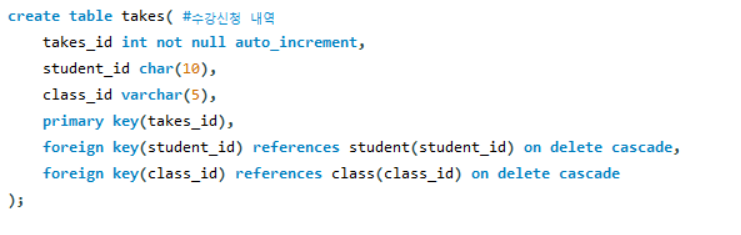 create table takes( #수강신청 내역
takes_id int not null auto_increment,
student_id char(10),
class_id varchar(5),
primary key(takes_id),
foreign key(student_id) references student(student_id) on delete cascade,
foreign key(class_id) references class(class_id) on delete cascade
);